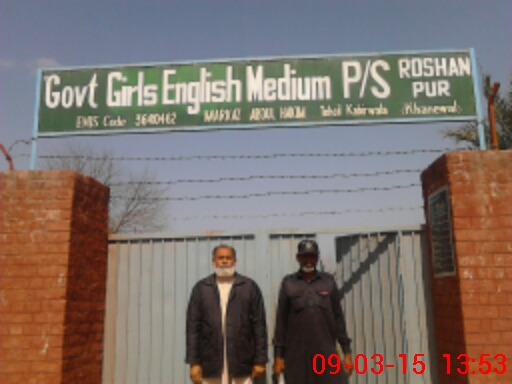 Govt Girls English Medium P/S ROSHAN PUR
EMIS Code 3640462 MARKAZ ABDUL HAKIM Tehsil Kabirwala (Khanewal)
09-03-15 13:53